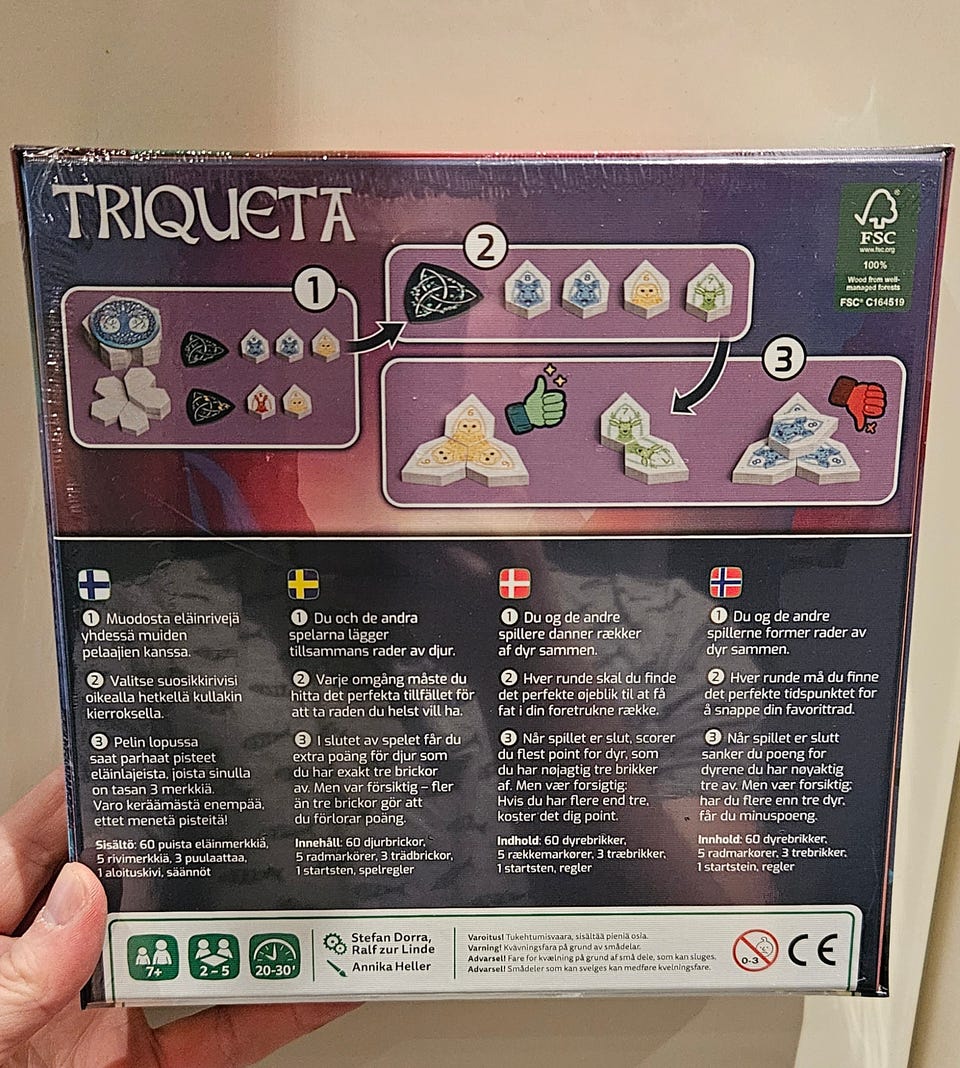 TRIQUETA
FSC®
www.fsc.org
100%
Wood from well-
managed forests
FSC® C164519
1
2
8
8
6
7
3
6
6
6
7
8
8
1 Muodosta eläinrivejä
yhdessä muiden
pelaajien kanssa.
2 Valitse suosikkirivisi
oikealla hetkellä kullakin
kierroksella.
3 Pelin lopussa
saat parhaat pisteet
eläinlajeista, joista sinulla
on tasan 3 merkkiä.
Varo keräämästä enempää,
ettet menetä pisteitä!
Sisältö: 60 puista eläinmerkkiä,
5 rivimerkkiä, 3 puulaattaa,
1 aloituskivi, säännöt
1 Du och de andra
spelarna lägger
tillsammans rader av djur.
2 Varje omgång måste du
hitta det perfekta tillfället för
att ta raden du helst vill ha.
3 I slutet av spelet får du
extra poäng för djur som
du har exakt tre brickor
av. Men var försiktig – fler
än tre brickor gör att
du förlorar poäng.
Innehåll: 60 djurbrickor,
5 radmarkörer, 3 trädbrickor,
1 startsten, spelregler
1 Du og de andre
spillere danner rækker
af dyr sammen.
2 Hver runde skal du finde
det perfekte øjeblik til at få
fat i din foretrukne række.
3 Når spillet er slut, scorer
du flest point for dyr, som
du har nøjagtig tre brikker
af. Men vær forsigtig:
Hvis du har flere end tre,
koster det dig point.
Indhold: 60 dyrebrikker,
5 rækkemarkører, 3 træbrikker,
1 startsten, regler
1 Du og de andre
spillerne former rader av
dyr sammen.
2 Hver runde må du finne
det perfekte tidspunktet for
å snappe din favorittrad.
3 Når spillet er slutt
sanker du poeng for
dyrene du har nøyaktig
tre av. Men vær forsiktig:
har du flere enn tre dyr,
får du minuspoeng.
Innhold: 60 dyrebrikker,
5 radmarkører, 3 trebrikker,
1 startstein, regler
7+
2-5
20-30'
Stefan Dorra,
Ralf zur Linde
Annika Heller
Varoitus! Tukehtumisvaara, sisältää pieniä osia.
Varning! Kvävningsfara på grund av smådelar.
Advarsel! Fare for kvælning på grund af små dele, som kan sluges.
Advarsel! Smådeler som kan svelges kan medføre kvelningsfare.
0-3
CE